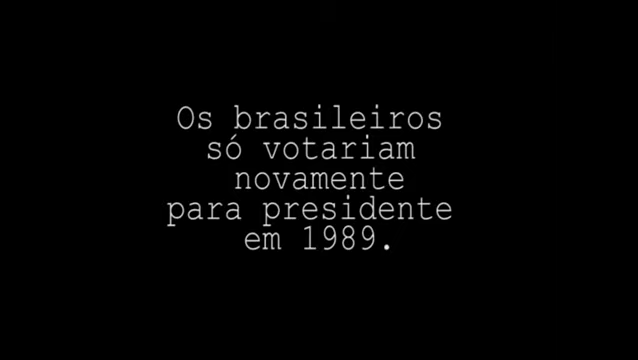 Os brasileiros
só votariam
novamente
para presidente
em 1989.